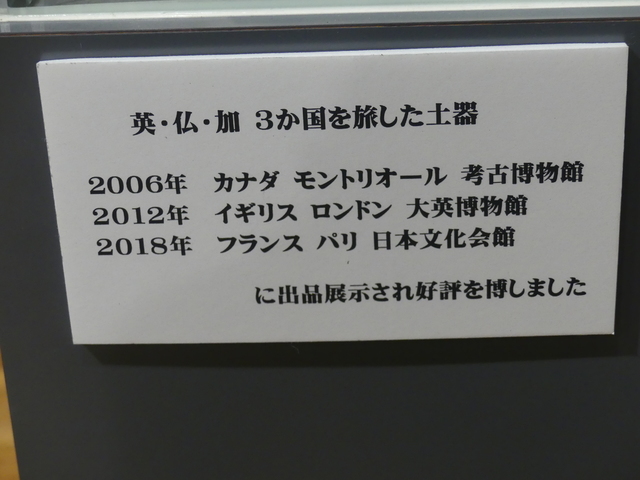 英・仏・加 3か国を旅した土器
2006年 カナダ モントリオール 考古博物館
2012年 イギリス ロンドン 大英博物館
2018年 フランス パリ 日本文化会館
に出品展示され好評を博しました